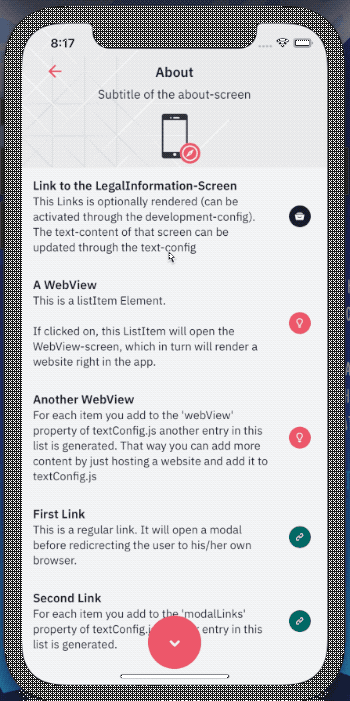 8:17
About
Subtitle of the about-screen
Link to the LegalInformation-Screen
This Links is optionally rendered (can be
activated through the development-config).
The text-content of that screen can be
updated through the text-config
A WebView
This is a listItem Element.
If clicked on, this ListItem will open the
WebView-screen, which in turn will render a
website right in the app.
Another WebView
For each item you add to the 'webView'
property of textConfig.js another entry in this
list is generated. That way you can add more
content by just hosting a website and add it to
textConfig.js
First Link
This is a regular link. It will open a modal
before redicrecting the user to his/her own
browser.
Second Link
For each item you add to the 'modalLinks'
property of textConfig.j entry in this
list is generated.